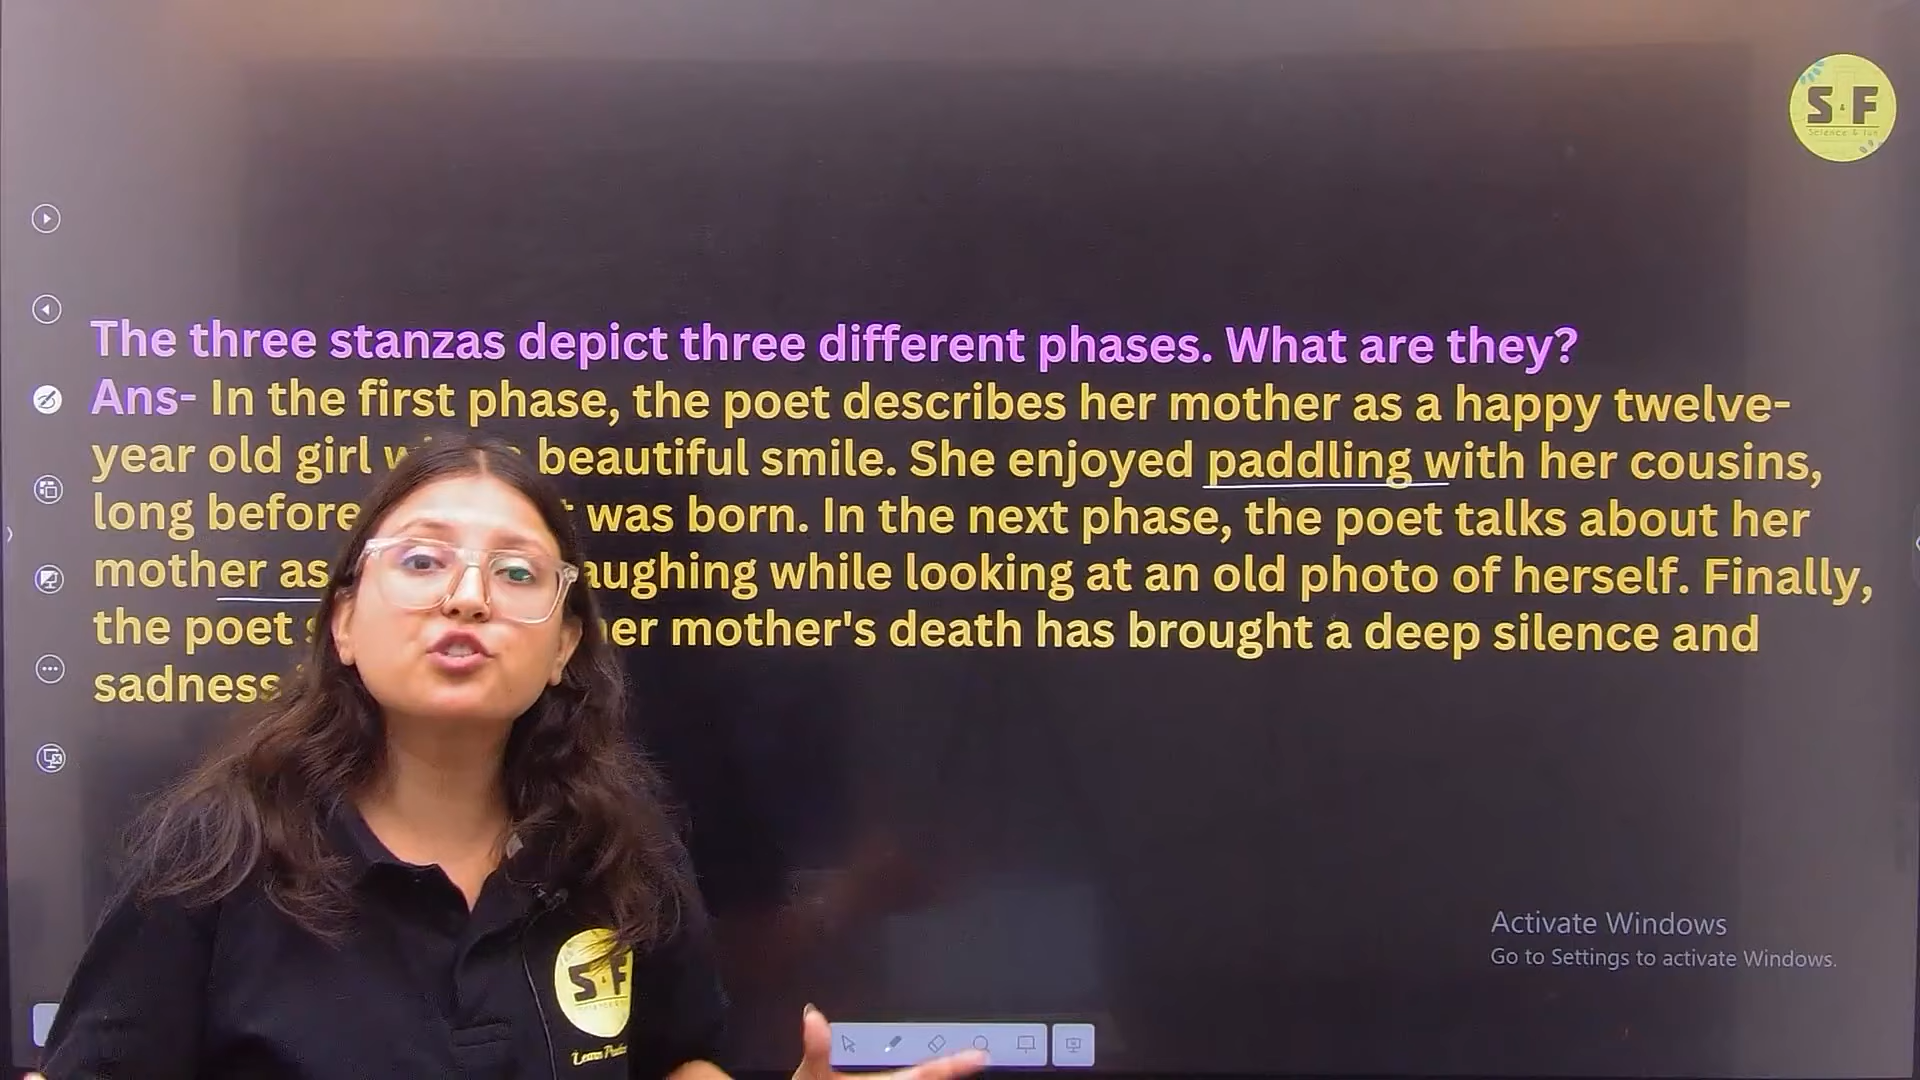 S&F
Science & fun
The three stanzas depict three different phases. What are they?
Ans- In the first phase, the poet describes her mother as a happy twelve-
year old girl beautiful smile. She enjoyed paddling with her cousins,
long before was born. In the next phase, the poet talks about her
mother as laughing while looking at an old photo of herself. Finally,
the poet her mother's death has brought a deep silence and
sadness
S&F
Activate Windows
Go to Settings to activate Windows.